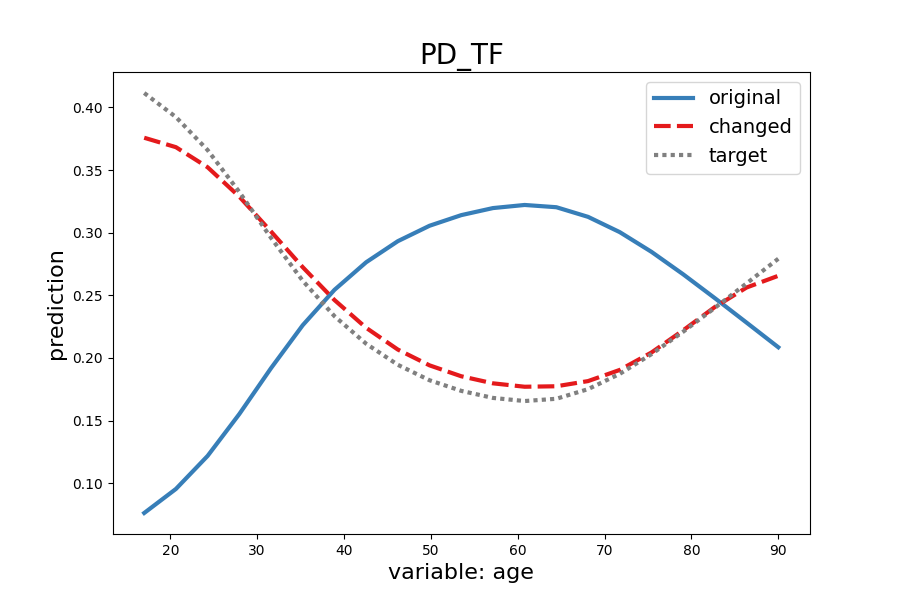 PD_TF
original
changed
target
0.40
0.35
0.30
0.25
0.20
0.15
0.10
prediction
20 30 40 50 60 70 80 90
variable: age